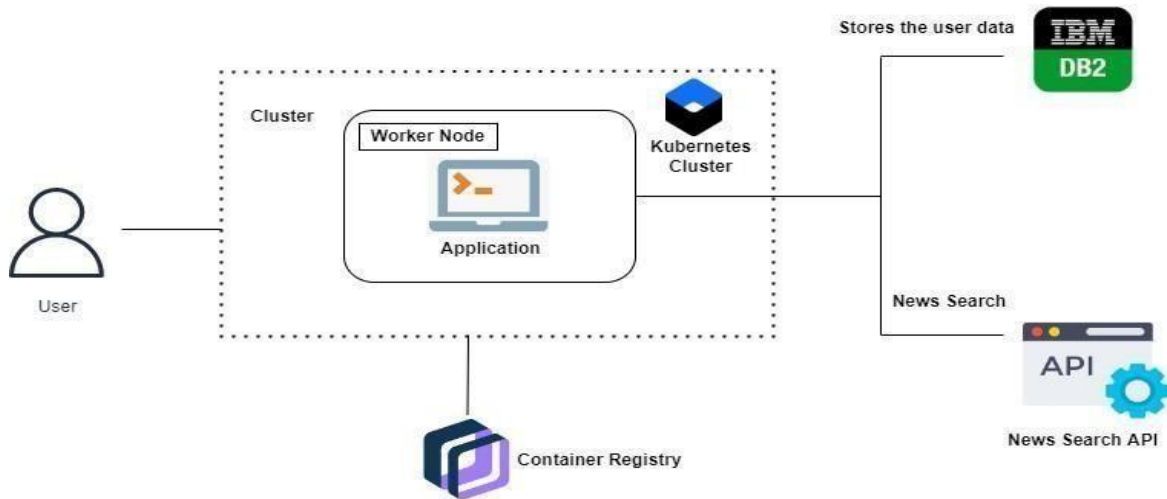 Stores the user data
IBM
DB2
Cluster
Worker Node
Kubernetes
Cluster
>_
Application
User
News Search
API
News Search API
Container Registry